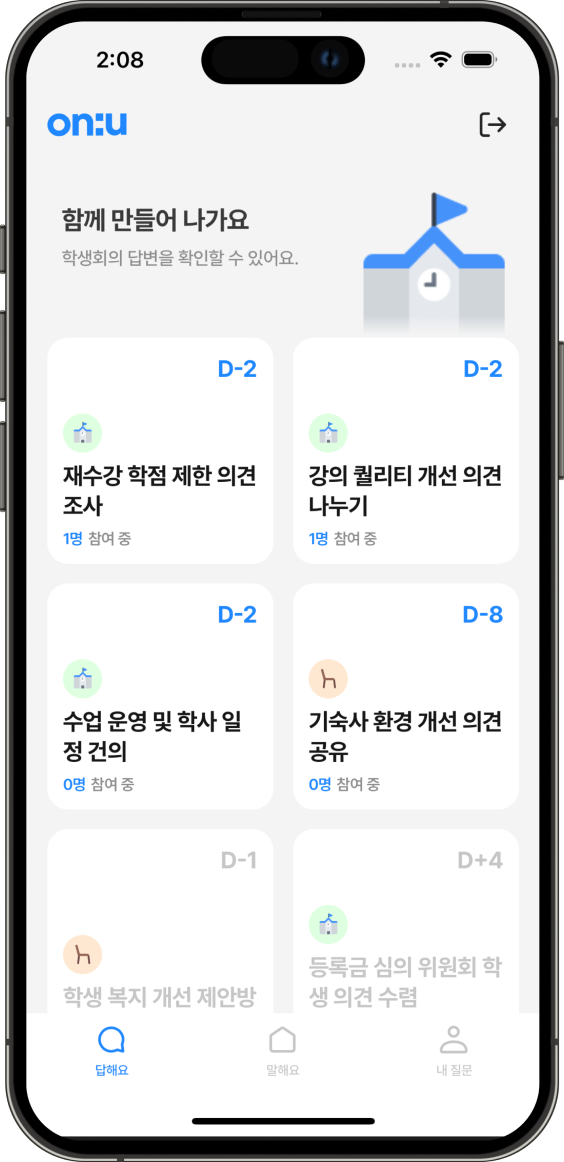 2:08
on:u
함께 만들어 나가요
학생회의 답변을 확인할 수 있어요.
D-2
재수강 학점 제한 의견
조사
1명 참여 중
D-2
강의 퀄리티 개선 의견
나누기
1명 참여 중
D-2
수업 운영 및 학사 일
정 건의
0명 참여 중
D-8
기숙사 환경 개선 의견
공유
0명 참여 중
D-1
학생 복지 개선 제안방
D+4
등록금 심의 위원회 학
생 의견 수렴
답해요
말해요
내 질문